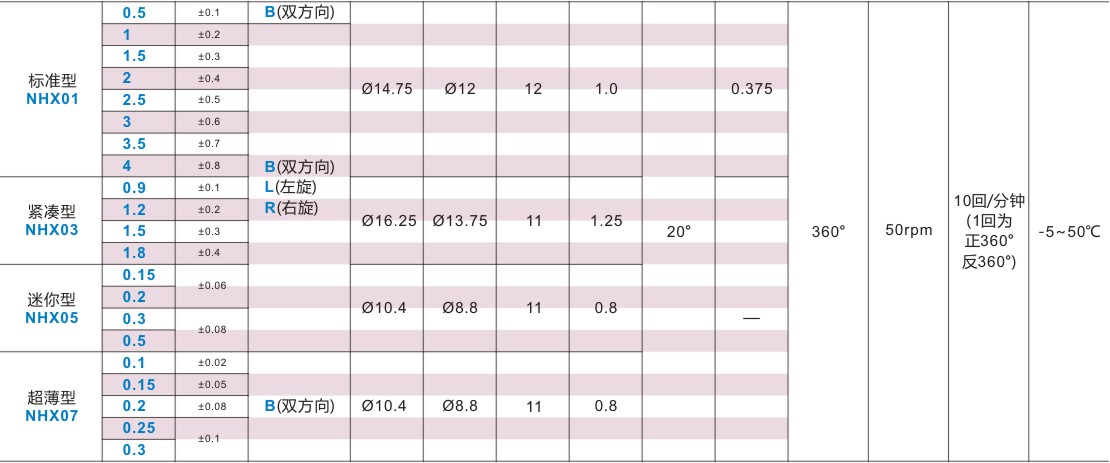 标准型 NHX01
0.5 ±0.1 B(双方向)
1 ±0.2
1.5 ±0.3
2 ±0.4
2.5 ±0.5
3 ±0.6
3.5 ±0.7
4 ±0.8
B(双方向)
L(左旋)
R(右旋)
Ø14.75 Ø12 12 1.0 0.375
紧凑型 NHX03
0.9 ±0.1
1.2 ±0.2
1.5 ±0.3
1.8 ±0.4
Ø16.25 Ø13.75 11 1.25
20°
迷你型 NHX05
0.15 ±0.06
0.2
0.3 ±0.08
0.5
Ø10.4 Ø8.8 11 0.8 —
超薄型 NHX07
0.1 ±0.02
0.15 ±0.05
0.2 ±0.08
0.25 ±0.1
0.3
B(双方向) Ø10.4 Ø8.8 11 0.8
360°
50rpm
10回/分钟
(1回为
正360°
反360°)
-5~50℃